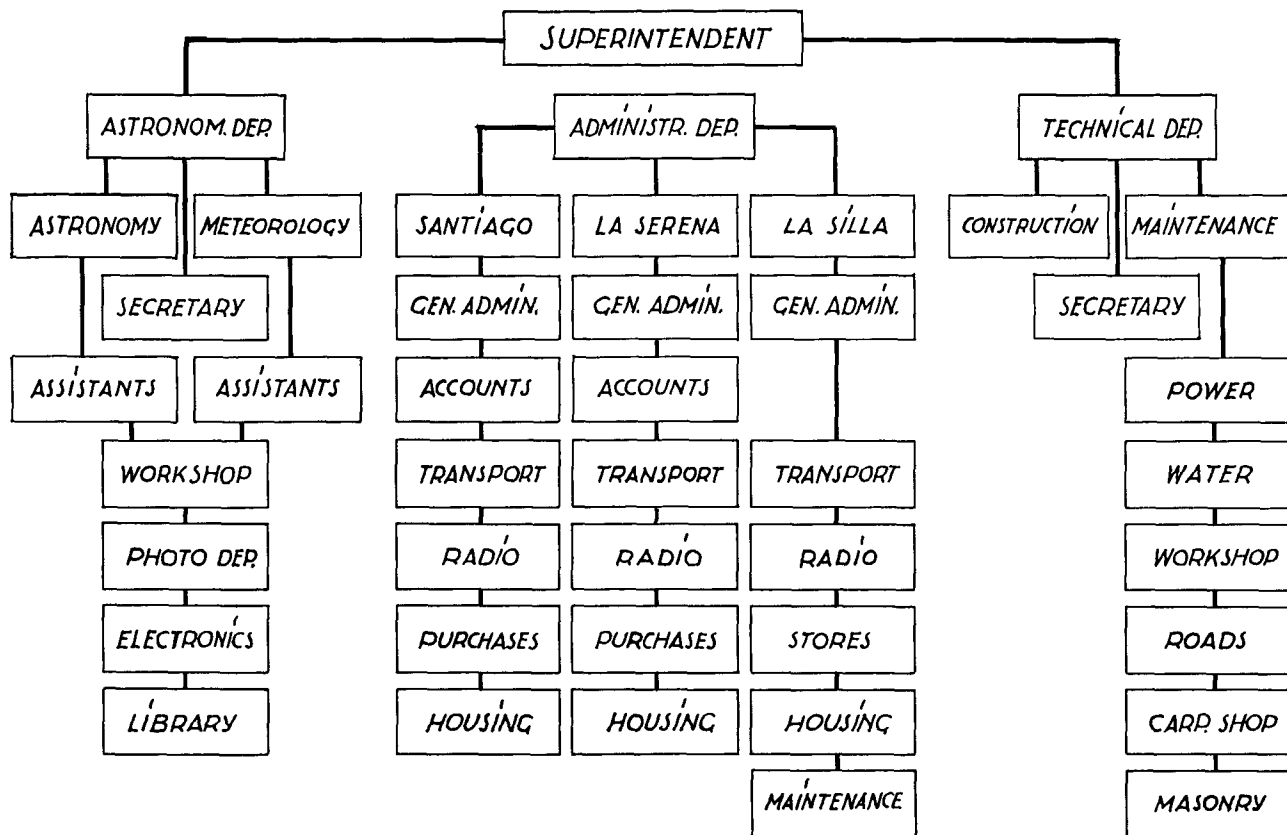 SUPERINTENDENT
ASTRONOM. DEP.
ADMINISTR. DEP.
TECHNICAL DEP.
ASTRONOMY
METEOROLOGY
SANTIAGO
LA SERENA
LA SILLA
CONSTRUCTION
MAINTENANCE
SECRETARY
GEN. ADMIN.
GEN. ADMIN.
GEN. ADMIN.
SECRETARY
ASSISTANTS
ASSISTANTS
ACCOUNTS
ACCOUNTS
POWER
WORKSHOP
TRANSPORT
TRANSPORT
TRANSPORT
WATER
PHOTO DEP.
RADIO
RADIO
RADIO
WORKSHOP
ELECTRONICS
PURCHASES
PURCHASES
STORES
ROADS
LIBRARY
HOUSING
HOUSING
HOUSING
CARP. SHOP
MAINTENANCE
MASONRY